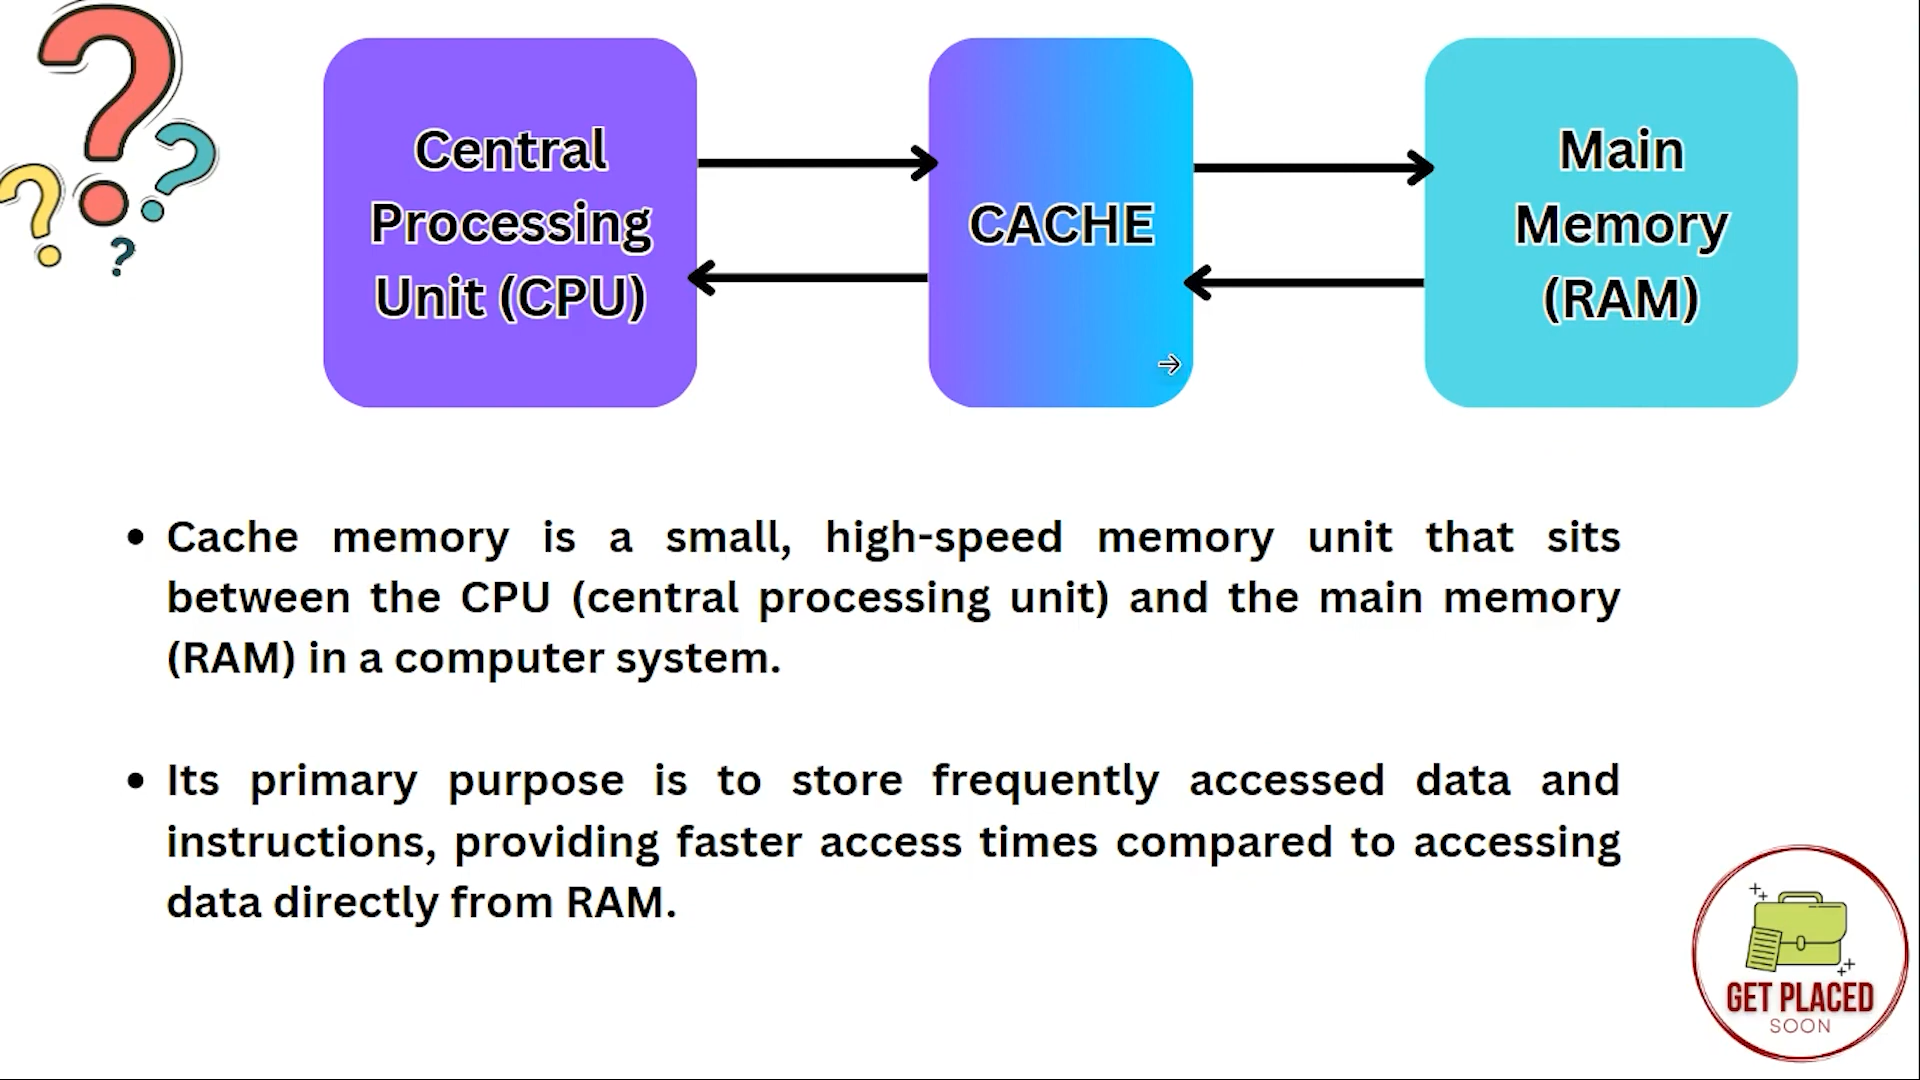 Central
Processing
Unit (CPU)
CACHE
Main
Memory
(RAM)
• Cache memory is a small, high-speed memory unit that sits
between the CPU (central processing unit) and the main memory
(RAM) in a computer system.
• Its primary purpose is to store frequently accessed data and
instructions, providing faster access times compared to accessing
data directly from RAM.
GET PLACED
SOON